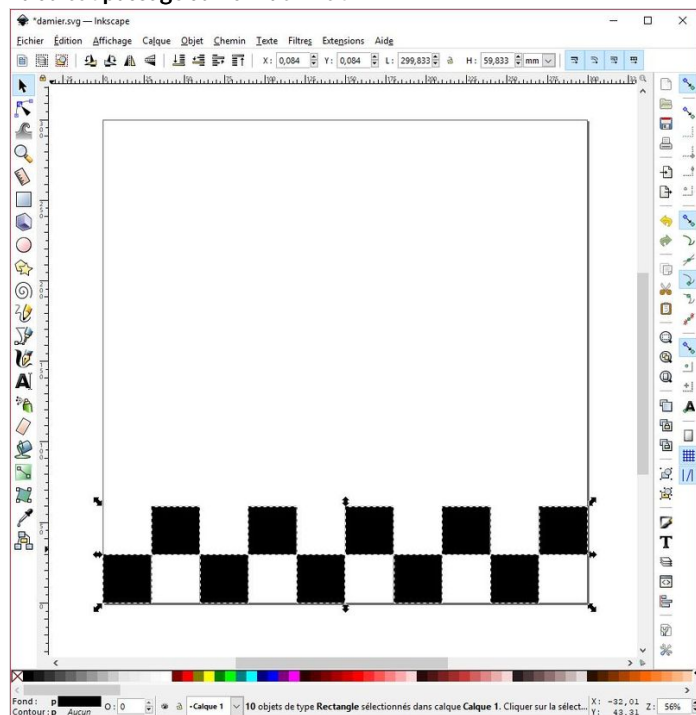 *damier.svg — Inkscape
Fichier Édition Affichage Calque Objet Chemin Texte Filtres Extensions Aide
X: 0,084 Y: 0,084 L: 299,833 H: 59,833 mm
Fond: p
Contour: p Aucun
O: 0
-Calque 1
10 objets de type Rectangle sélectionnés dans calque Calque 1. Cliquer sur la sélect...
X: -32,01
Y: 43,31
Z: 56%